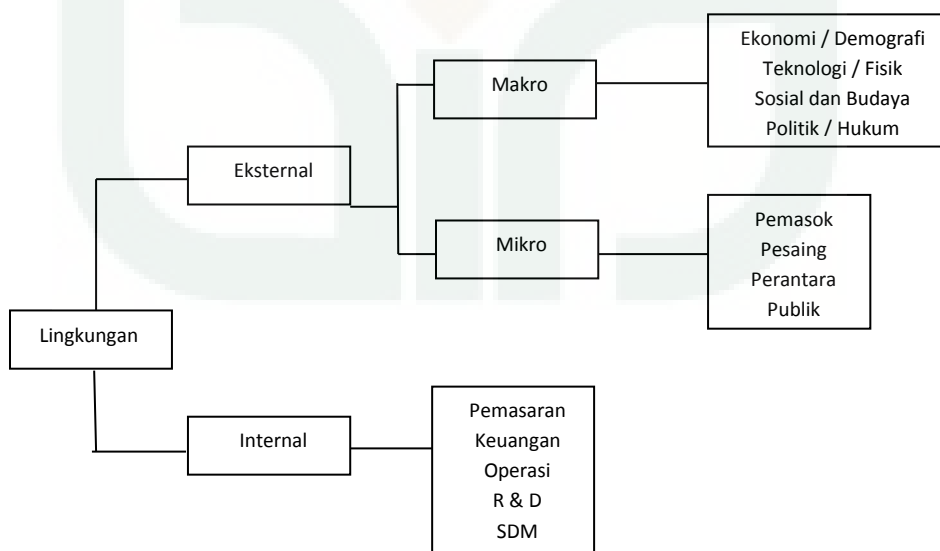 Ekonomi / Demografi
Teknologi / Fisik
Sosial dan Budaya
Politik / Hukum
Makro
Eksternal
Mikro
Pemasok
Pesaing
Perantara
Publik
Lingkungan
Internal
Pemasaran
Keuangan
Operasi
R & D
SDM